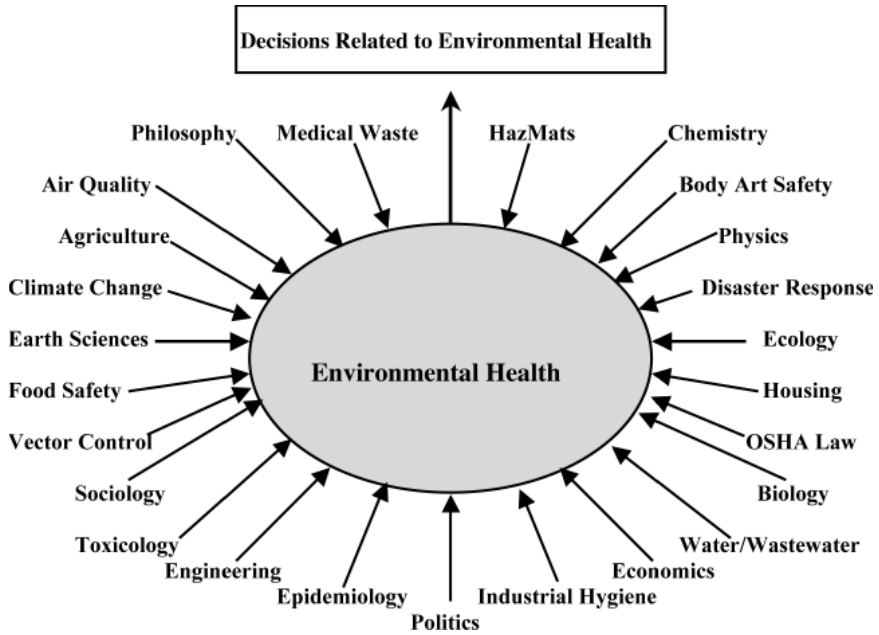 Decisions Related to Environmental Health
Philosophy
Medical Waste
HazMats
Chemistry
Air Quality
Body Art Safety
Agriculture
Physics
Climate Change
Disaster Response
Earth Sciences
Ecology
Environmental Health
Food Safety
Housing
Vector Control
OSHA Law
Sociology
Biology
Toxicology
Water/Wastewater
Engineering
Economics
Epidemiology
Industrial Hygiene
Politics